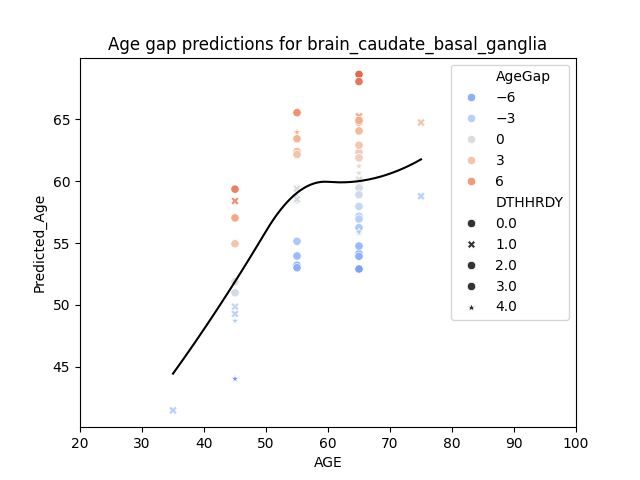 Age gap predictions for brain_caudate_basal_ganglia
Predicted_Age
65
60
55
50
45
20 30 40 50 60 70 80 90 100
AGE
AgeGap
−6
−3
0
3
6
DTHHRDY
0.0
1.0
2.0
3.0
4.0